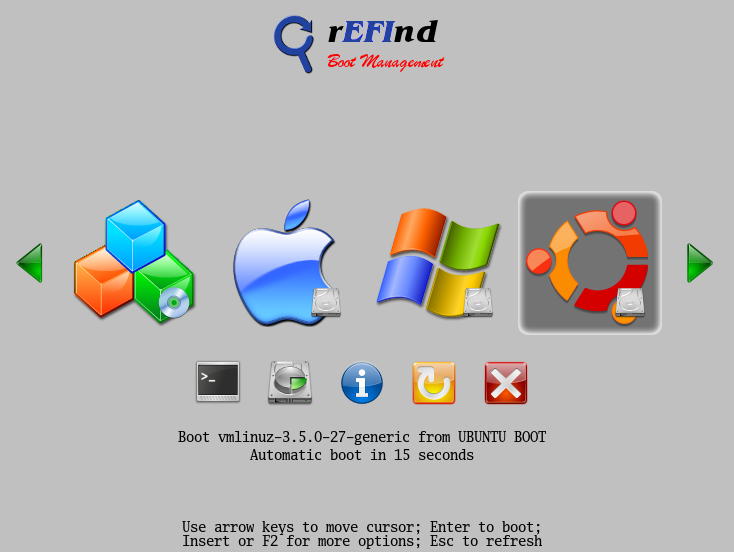 rEFInd
Boot Management
>_
Boot vmlinuz-3.5.0-27-generic from UBUNTU BOOT
Automatic boot in 15 seconds
Use arrow keys to move cursor; Enter to boot;
Insert or F2 for more options; Esc to refresh